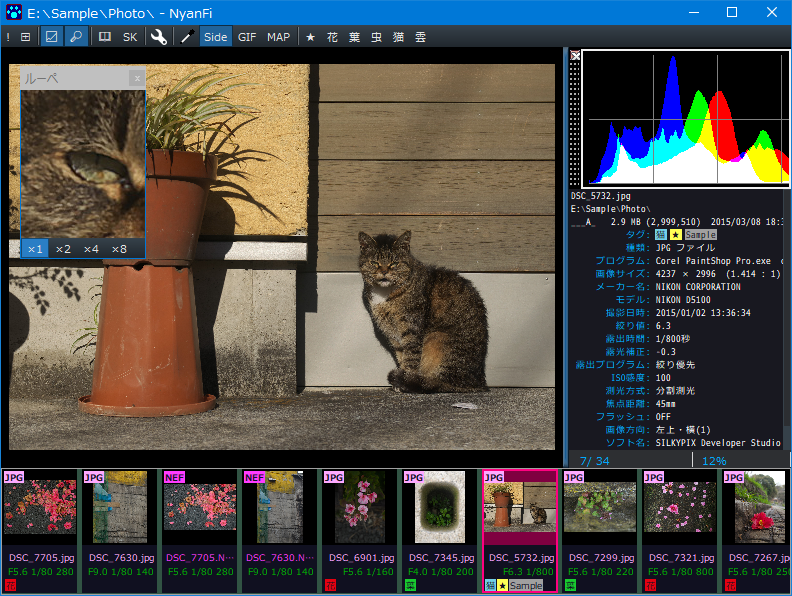 E:\Sample\Photo\ - NyanFi
! SK Side GIF MAP ★ 花 葉 虫 猫 雲
ルーペ x
×1 ×2 ×4 ×8
DSC_5732.jpg
E:\Sample\Photo\
___A_ 2.9 MB (2,999,510) 2015/03/08 18:
タグ: 猫 ★ Sample
種類: JPG ファイル
プログラム: Corel PaintShop Pro.exe
画像サイズ: 4237 × 2996 (1.414 : 1)
メーカー名: NIKON CORPORATION
モデル: NIKON D5100
撮影日時: 2015/01/02 13:36:34
絞り値: 6.3
露出時間: 1/800秒
露光補正: -0.3
露出プログラム: 絞り優先
ISO感度: 100
測光方式: 分割測光
焦点距離: 45mm
フラッシュ: OFF
画像方向: 左上・横(1)
ソフト名: SILKYPIX Developer Studio
7/ 34 12%
JPG JPG NEF NEF JPG JPG JPG JPG JPG JPG
DSC_7705.jpg DSC_7630.jpg DSC_7705.N… DSC_7630.N… DSC_6901.jpg DSC_7345.jpg DSC_5732.jpg DSC_7299.jpg DSC_7321.jpg DSC_7267.j
F5.6 1/80 280 F9.0 1/80 140 F5.6 1/80 280 F9.0 1/80 140 F5.6 1/160 F4.0 1/80 200 F6.3 1/800 F5.6 1/80 220 F5.6 1/80 800 F5.6 1/80 250
花 花 葉 猫 ★ Sample 葉 花 花